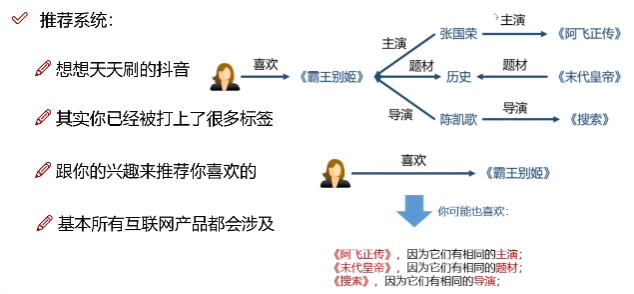 推荐系统：
想想天天刷的抖音
其实你已经被打上了很多标签
跟你的兴趣来推荐你喜欢的
基本所有互联网产品都会涉及
喜欢
《霸王别姬》
主演
张国荣
主演
《阿飞正传》
题材
历史
题材
《末代皇帝》
导演
陈凯歌
导演
《搜索》
喜欢
《霸王别姬》
你可能也喜欢：
《阿飞正传》，因为它们有相同的主演；
《末代皇帝》，因为它们有相同的题材；
《搜索》，因为它们有相同的导演；